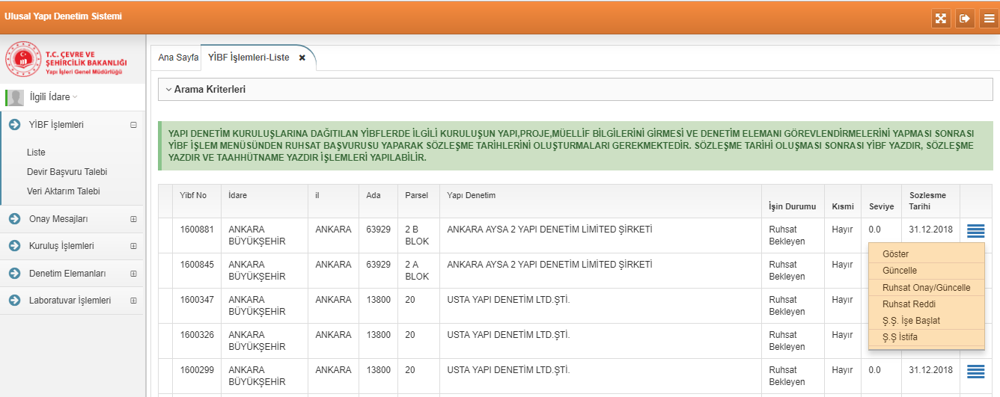 Ulusal Yapı Denetim Sistemi
T.C. ÇEVRE VE
ŞEHİRCİLİK BAKANLIĞI
Yapı İşleri Genel Müdürlüğü
İlgili İdare
YİBF İşlemleri
Liste
Devir Başvuru Talebi
Veri Aktarım Talebi
Onay Mesajları
Kuruluş İşlemleri
Denetim Elemanları
Laboratuvar İşlemleri
Ana Sayfa
YİBF İşlemleri-Liste
Arama Kriterleri
YAPI DENETİM KURULUŞLARINA DAĞITILAN YİBFLERDE İLGİLİ KURULUŞUN YAPI,PROJE,MÜELLİF BİLGİLERİNİ GİRMESİ VE DENETİM ELEMANI GÖREVLENDİRMELERİNİ YAPMASI SONRASI
YİBF İŞLEM MENÜSÜNDEN RUHSAT BAŞVURUSU YAPARAK SÖZLEŞME TARİHLERİNİ OLUŞTURMALARI GEREKMEKTEDİR. SÖZLEŞME TARİHİ OLUŞMASI SONRASI YİBF YAZDIR, SÖZLEŞME
YAZDIR VE TAAHHÜTNAME YAZDIR İŞLEMLERİ YAPILABİLİR.
Yibf No İdare il Ada Parsel Yapı Denetim İşin Durumu Kısmi Seviye Sozlesme
Tarihi
1600881 ANKARA ANKARA 63929 2 B ANKARA AYSA 2 YAPI DENETİM LİMİTED ŞİRKETİ Ruhsat Hayır 0.0 31.12.2018
BÜYÜKŞEHİR BLOK Bekleyen
1600845 ANKARA ANKARA 63929 2 A ANKARA AYSA 2 YAPI DENETİM LİMİTED ŞİRKETİ Ruhsat Hayır
BÜYÜKŞEHİR BLOK Bekleyen
1600347 ANKARA ANKARA 13800 20 USTA YAPI DENETİM LTD.ŞTİ. Ruhsat Hayır
BÜYÜKŞEHİR Bekleyen
1600326 ANKARA ANKARA 13800 20 USTA YAPI DENETİM LTD.ŞTİ. Ruhsat Hayır
BÜYÜKŞEHİR Bekleyen
1600299 ANKARA ANKARA 13800 20 USTA YAPI DENETİM LTD.ŞTİ. Ruhsat Hayır 0.0 31.12.2018
BÜYÜKŞEHİR Bekleyen
Göster
Güncelle
Ruhsat Onay/Güncelle
Ruhsat Reddi
Ş.Ş. İşe Başlat
Ş.Ş İstifa